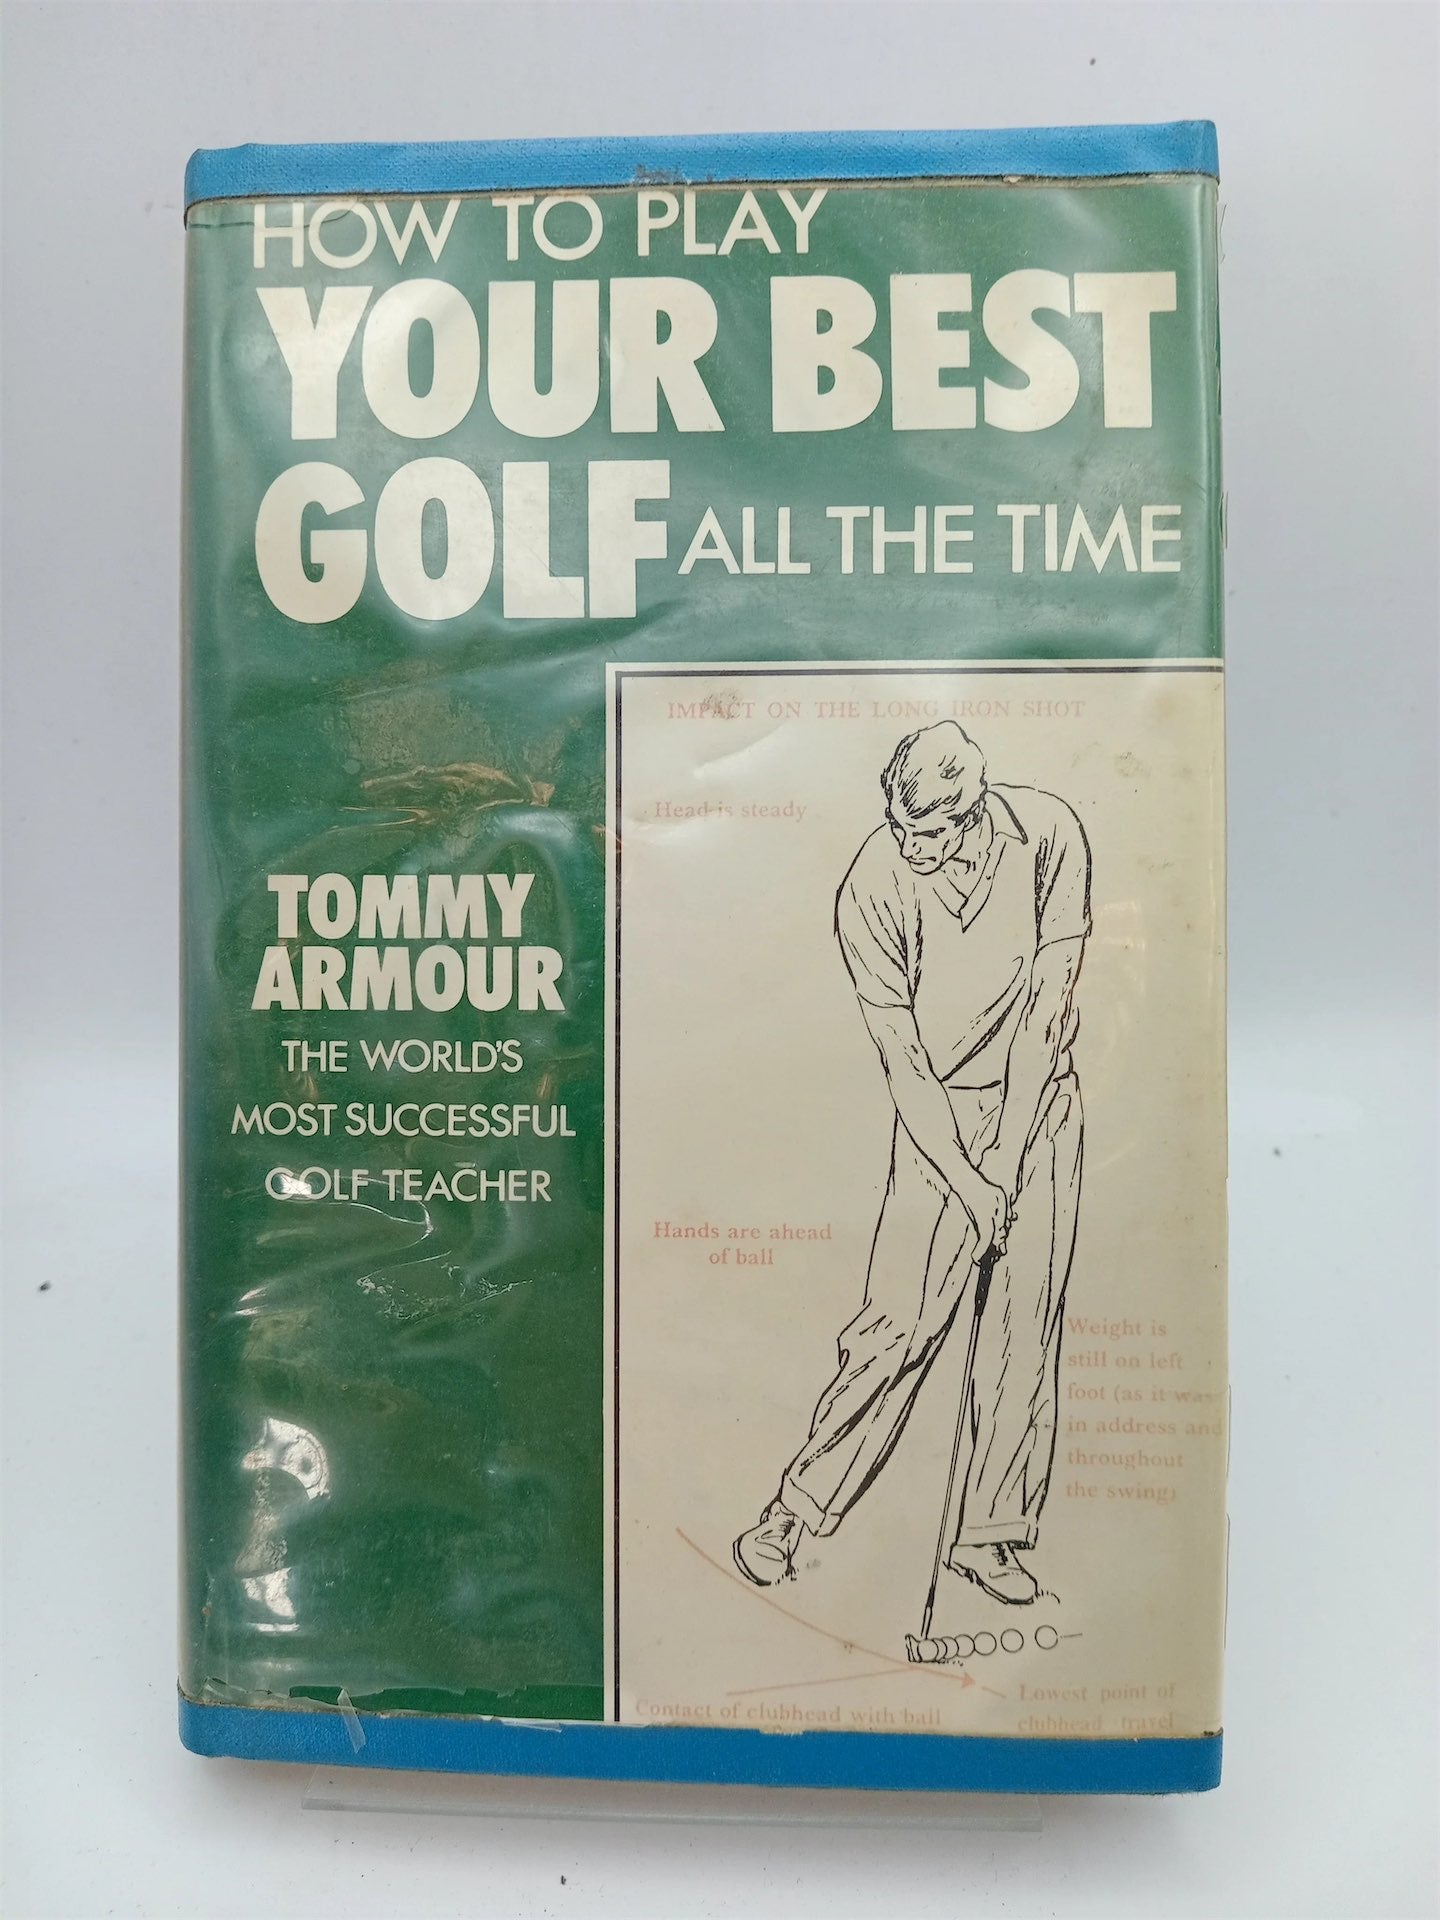 HOW TO PLAY
YOUR BEST
GOLF ALL THE TIME
IMPACT ON THE LONG IRON SHOT
Head is steady
TOMMY
ARMOUR
THE WORLD'S
MOST SUCCESSFUL
GOLF TEACHER
Hands are ahead
of ball
Weight is
still on left
foot (as it was
in address and
throughout
the swing)
Contact of clubhead with ball
Lowest point of
clubhead travel